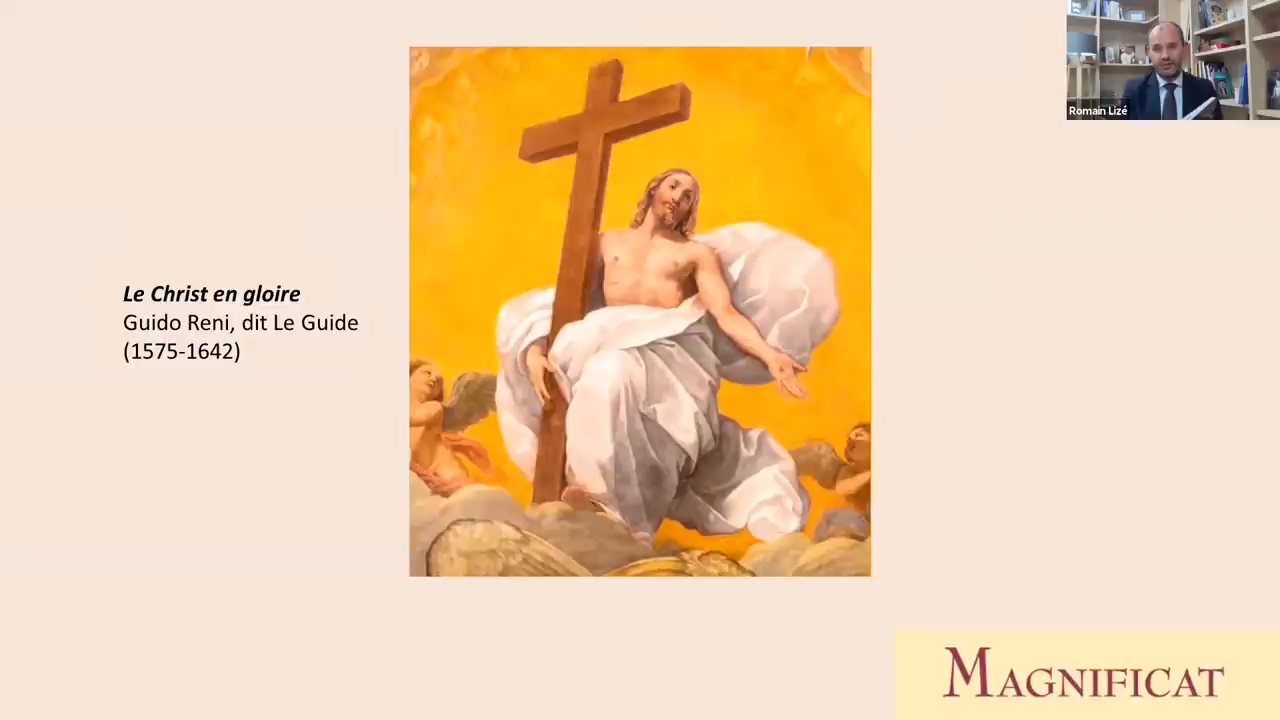 Romain Lizé
Le Christ en gloire
Guido Reni, dit Le Guide
(1575-1642)
MAGNIFICAT